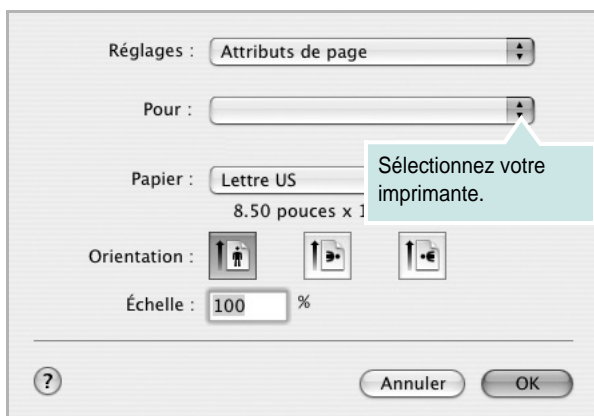 Réglages : Attributs de page
Pour :
Sélectionnez votre
imprimante.
Papier : Lettre US
8.50 pouces x
Orientation :
Échelle : 100 %
? Annuler OK